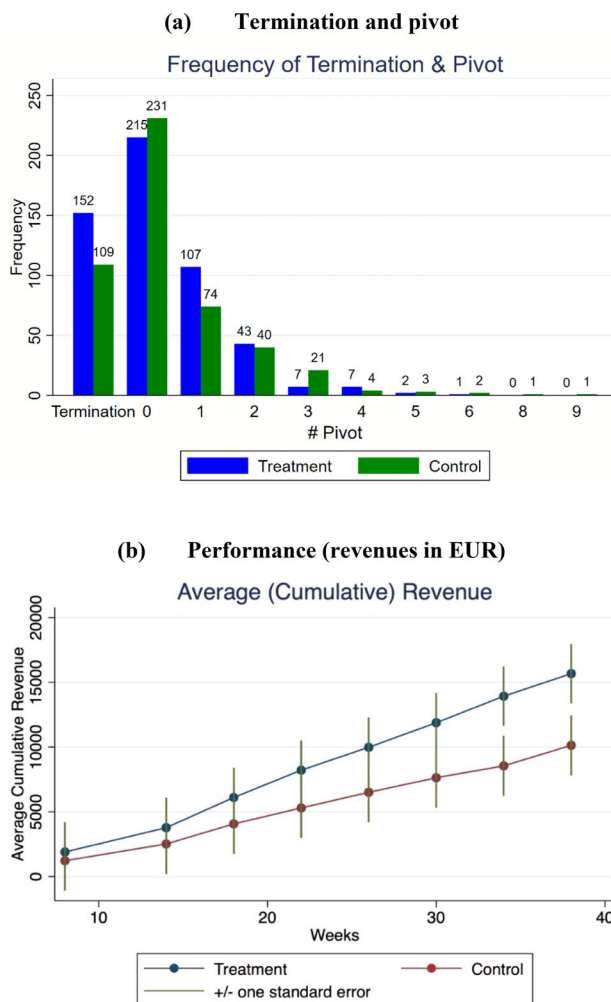 (a) Termination and pivot
Frequency of Termination & Pivot
Frequency
250
200
150
100
50
0
152
109
215
231
107
74
43
40
7
21
7
4
2
3
1
2
0
1
0
1
Termination 0 1 2 3 4 5 6 8 9
# Pivot
Treatment Control
(b) Performance (revenues in EUR)
Average (Cumulative) Revenue
Average Cumulative Revenue
20000
15000
10000
5000
0
10 20 30 40
Weeks
Treatment Control
+/- one standard error